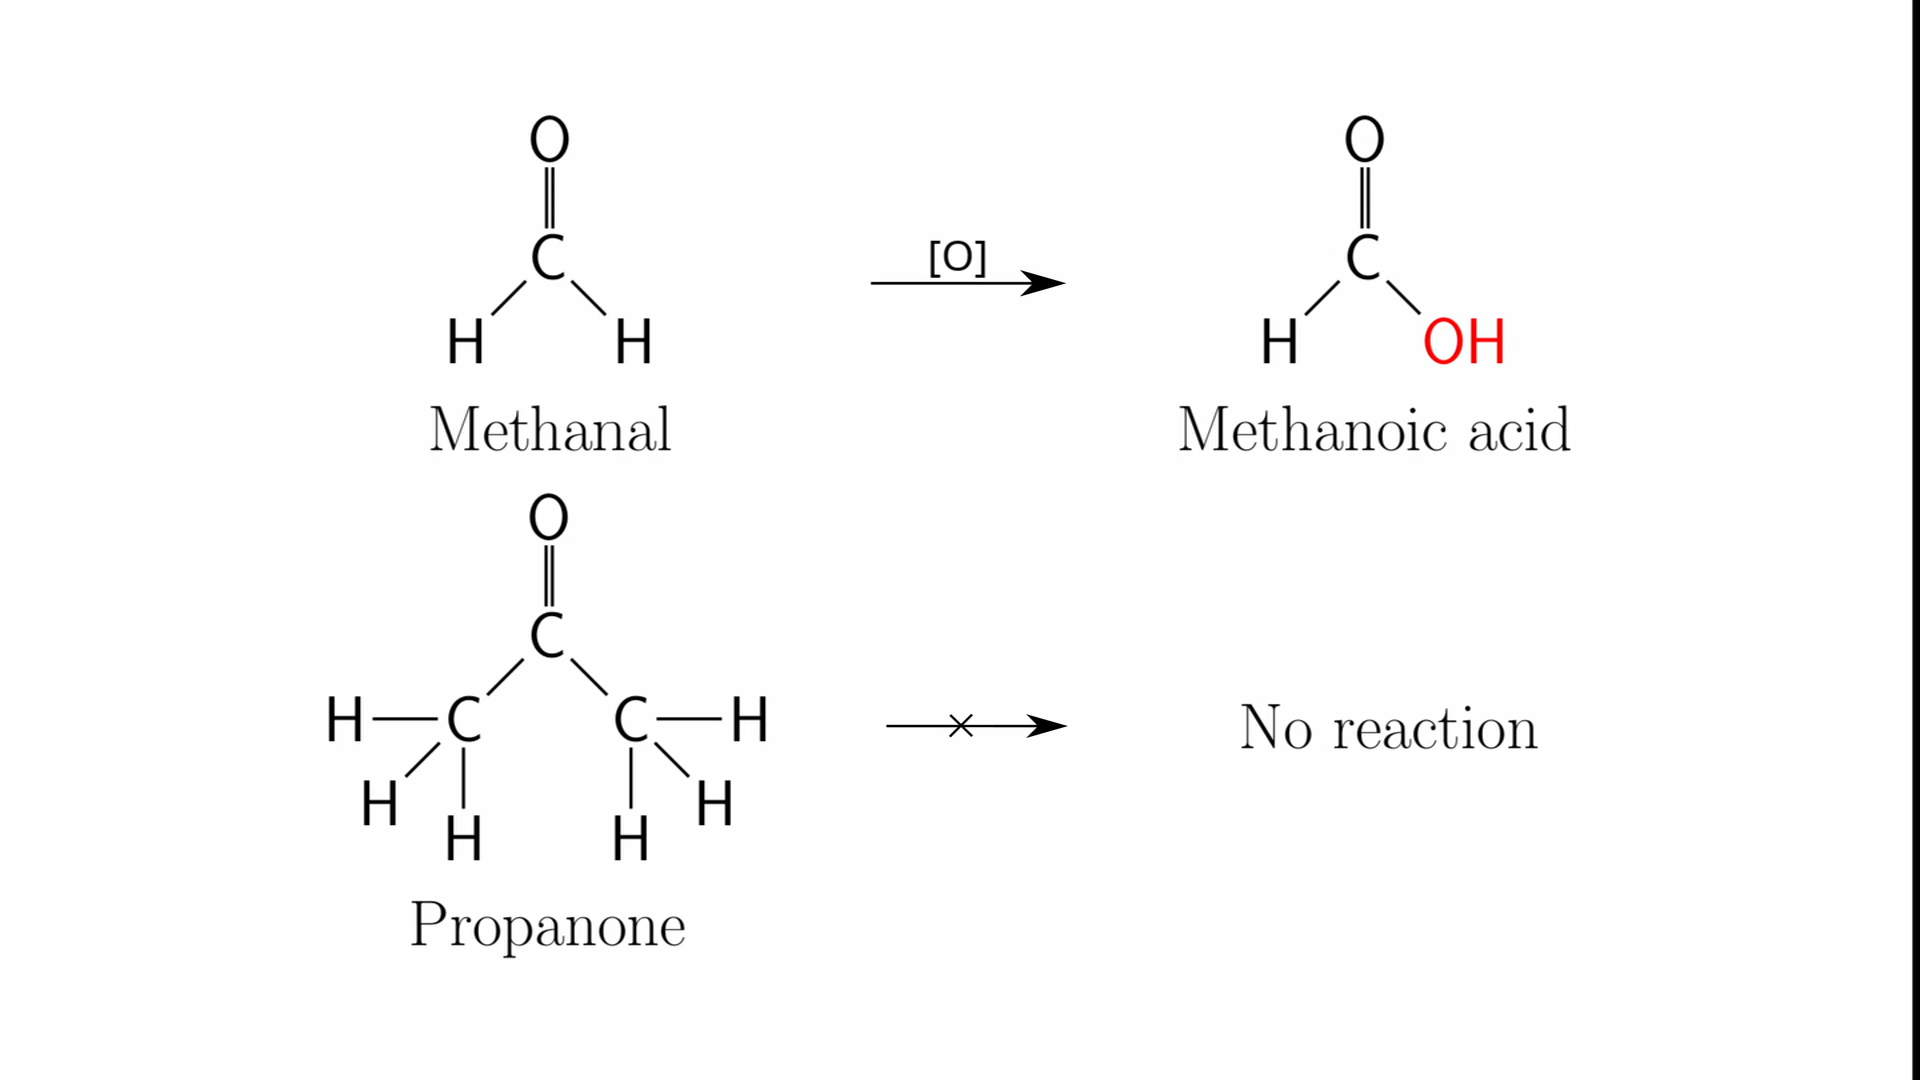 O
C
H H
Methanal
[O]
O
C
H OH
Methanoic acid
O
C
H C C H
H H
H H
Propanone
No reaction